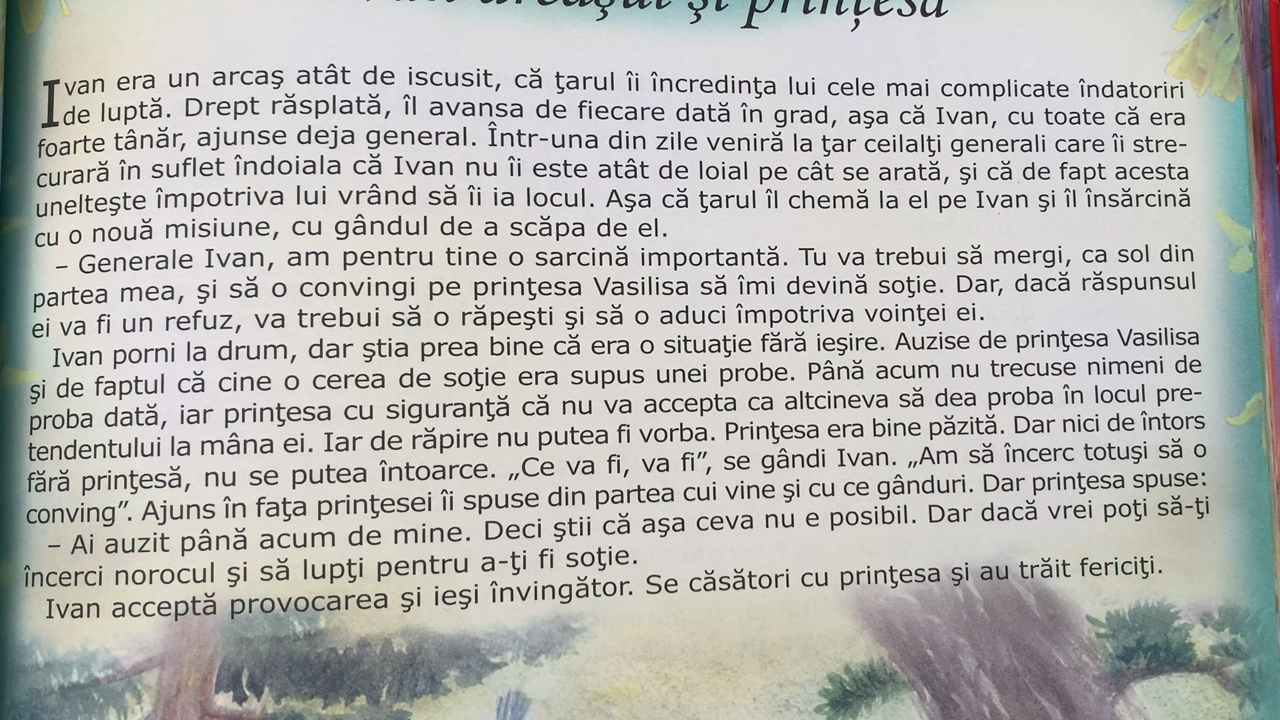 Ivan arcaşul şi prinţesa
Ivan era un arcaş atât de iscusit, că ţarul îi încredinţa lui cele mai complicate îndatoriri
de luptă. Drept răsplată, îl avansa de fiecare dată în grad, aşa că Ivan, cu toate că era
foarte tânăr, ajunse deja general. Într-una din zile veniră la ţar ceilalţi generali care îi stre-
curară în suflet îndoiala că Ivan nu îi este atât de loial pe cât se arată, şi că de fapt acesta
unelteşte împotriva lui vrând să îi ia locul. Aşa că ţarul îl chemă la el pe Ivan şi îl însărcină
cu o nouă misiune, cu gândul de a scăpa de el.
– Generale Ivan, am pentru tine o sarcină importantă. Tu va trebui să mergi, ca sol din
partea mea, şi să o convingi pe prinţesa Vasilisa să îmi devină soţie. Dar, dacă răspunsul
ei va fi un refuz, va trebui să o răpeşti şi să o aduci împotriva voinţei ei.
Ivan porni la drum, dar ştia prea bine că era o situaţie fără ieşire. Auzise de prinţesa Vasilisa
şi de faptul că cine o cerea de soţie era supus unei probe. Până acum nu trecuse nimeni de
proba dată, iar prinţesa cu siguranţă că nu va accepta ca altcineva să dea proba în locul pre-
tendentului la mâna ei. Iar de răpire nu putea fi vorba. Prinţesa era bine păzită. Dar nici de întors
fără prinţesă, nu se putea întoarce. „Ce va fi, va fi”, se gândi Ivan. „Am să încerc totuşi să o
conving”. Ajuns în faţa prinţesei îi spuse din partea cui vine şi cu ce gânduri. Dar prinţesa spuse:
– Ai auzit până acum de mine. Deci ştii că aşa ceva nu e posibil. Dar dacă vrei poţi să-ţi
încerci norocul şi să lupţi pentru a-ţi fi soţie.
Ivan acceptă provocarea şi ieşi învingător. Se căsători cu prinţesa şi au trăit fericiţi.